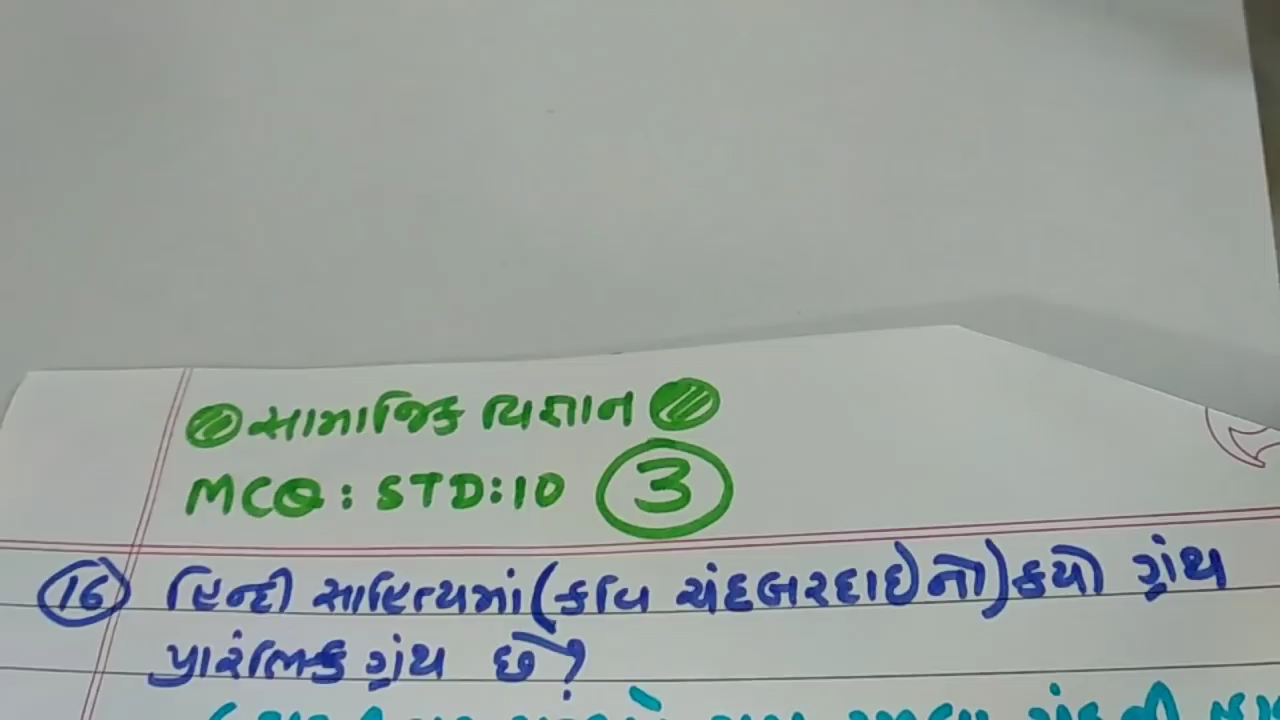 સામાજિક વિજ્ઞાન
MCQ: STD:10 3
16 હિન્દી સાહિત્યમાં (કવિ ચંદબરદાઈનો) કયો ગ્રંથ
પ્રારંભિક ગ્રંથ છે?